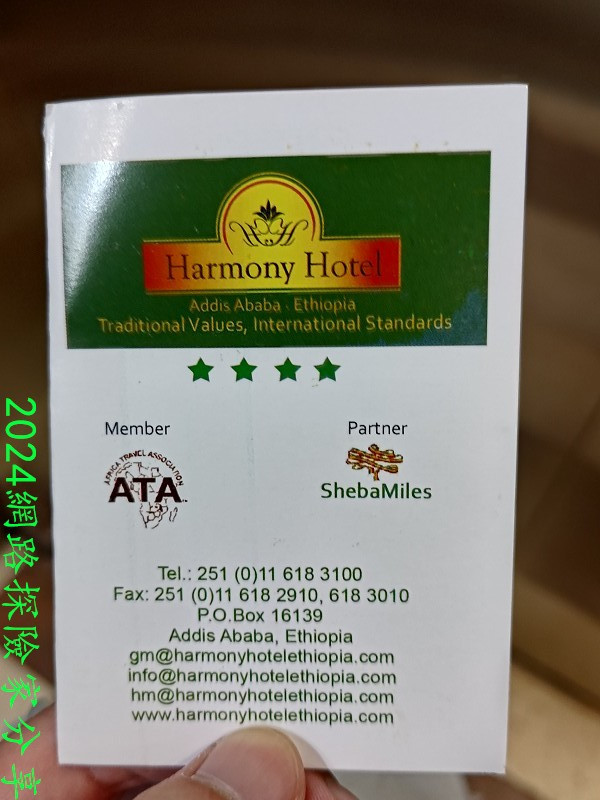 Harmony Hotel
Addis Ababa - Ethiopia
Traditional Values, International Standards
Member
Partner
AFRICA TRAVEL ASSOCIATION
ATA
ShebaMiles
Tel.: 251 (0)11 618 3100
Fax: 251 (0)11 618 2910, 618 3010
P.O.Box 16139
Addis Ababa, Ethiopia
gm@harmonyhotelethiopia.com
info@harmonyhotelethiopia.com
hm@harmonyhotelethiopia.com
www.harmonyhotelethiopia.com
2024網路探險家分享